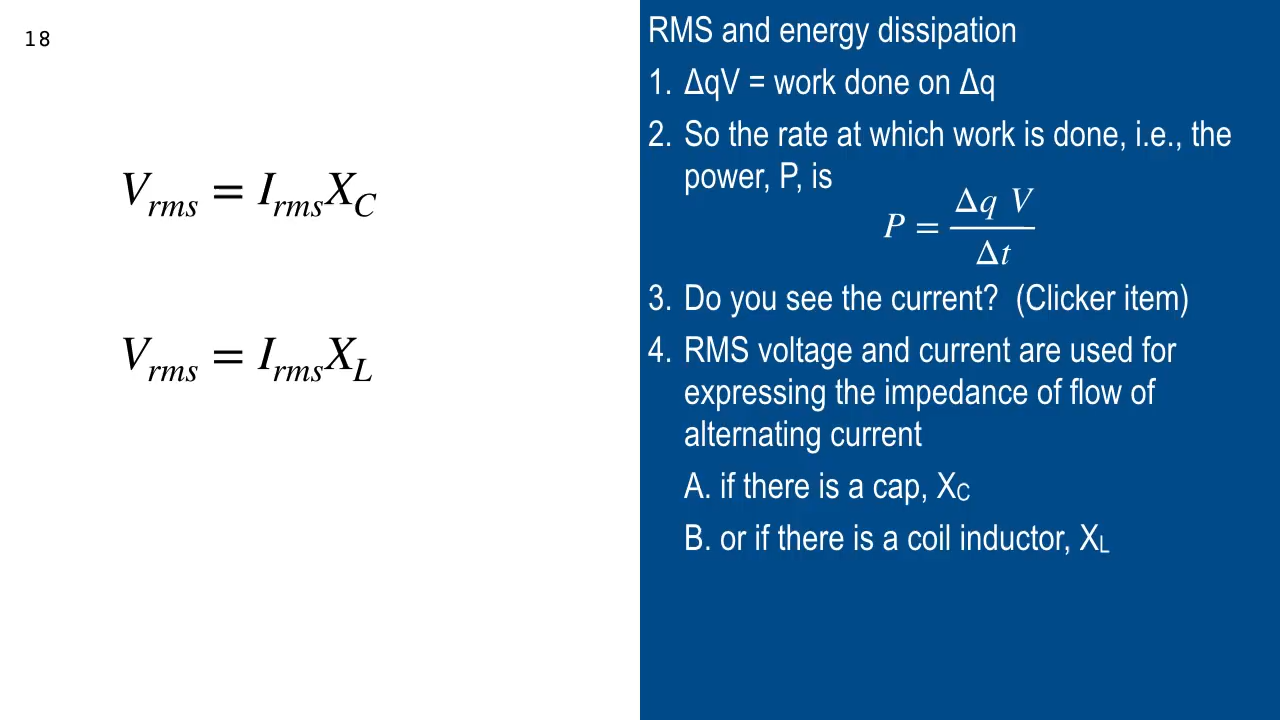 18
V_rms = I_rms X_C
V_rms = I_rms X_L
RMS and energy dissipation
1. ΔqV = work done on Δq
2. So the rate at which work is done, i.e., the
power, P, is
P = Δq V / Δt
3. Do you see the current?  (Clicker item)
4. RMS voltage and current are used for
expressing the impedance of flow of
alternating current
A. if there is a cap, X_C
B. or if there is a coil inductor, X_L